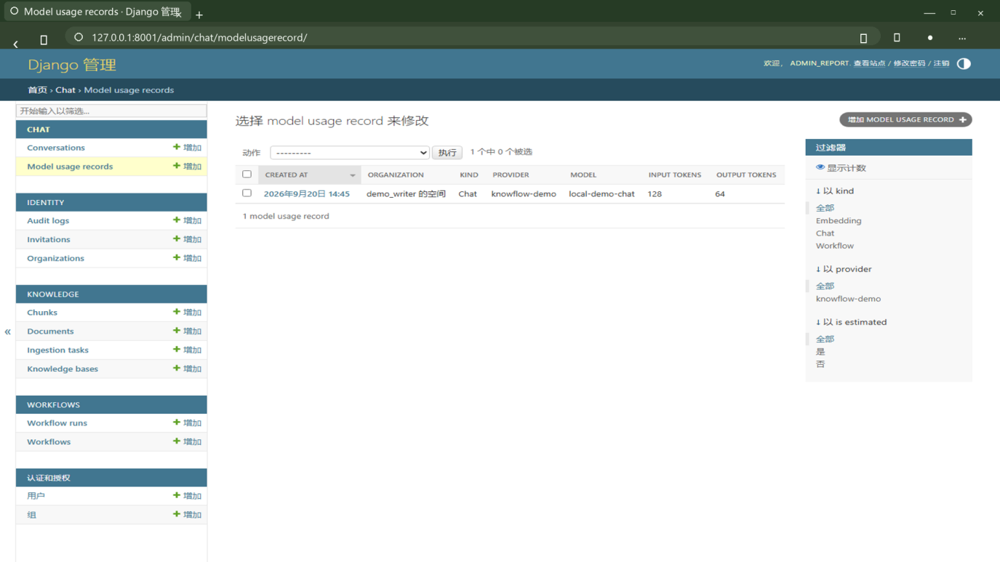 Model usage records · Django 管理
127.0.0.1:8001/admin/chat/modelusagerecord/
Django 管理
欢迎， ADMIN_REPORT. 查看站点 / 修改密码 / 注销
首页 › Chat › Model usage records
开始输入以筛选...
CHAT
Conversations + 增加
Model usage records + 增加
IDENTITY
Audit logs + 增加
Invitations + 增加
Organizations + 增加
KNOWLEDGE
Chunks + 增加
Documents + 增加
Ingestion tasks + 增加
Knowledge bases + 增加
WORKFLOWS
Workflow runs + 增加
Workflows + 增加
认证和授权
用户 + 增加
组 + 增加
«
选择 model usage record 来修改
增加 MODEL USAGE RECORD +
动作 --------- 执行 1 个中 0 个被选
CREATED AT ORGANIZATION KIND PROVIDER MODEL INPUT TOKENS OUTPUT TOKENS
2026年9月20日 14:45 demo_writer 的空间 Chat knowflow-demo local-demo-chat 128 64
1 model usage record
过滤器
显示计数
↓ 以 kind
全部
Embedding
Chat
Workflow
↓ 以 provider
全部
knowflow-demo
↓ 以 is estimated
全部
是
否